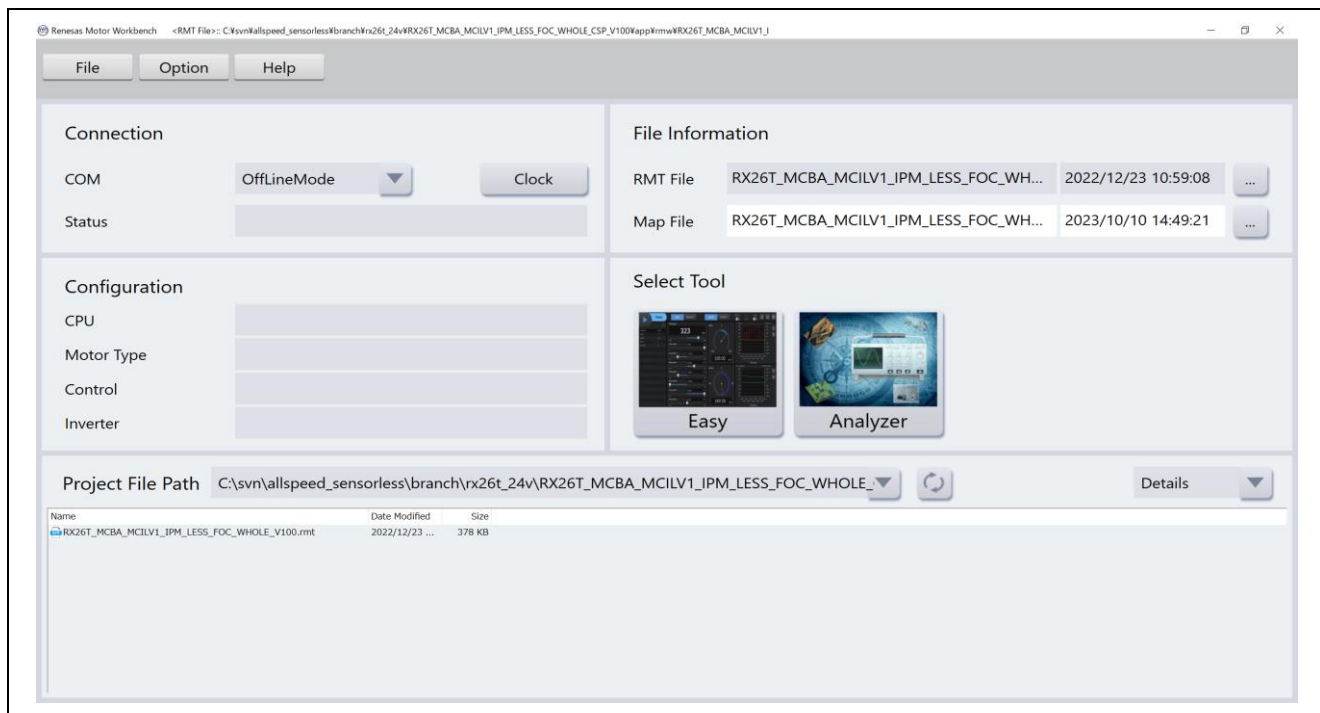 Renesas Motor Workbench <RMT File>:: C:¥svn¥allspeed_sensorless¥branch¥rx26t_24v¥RX26T_MCBA_MCILV1_IPM_LESS_FOC_WHOLE_CSP_V100¥app¥rmw¥RX26T_MCBA_MCILV1_I
File Option Help
Connection
COM OffLineMode Clock
Status
File Information
RMT File RX26T_MCBA_MCILV1_IPM_LESS_FOC_WH... 2022/12/23 10:59:08 ...
Map File RX26T_MCBA_MCILV1_IPM_LESS_FOC_WH... 2023/10/10 14:49:21 ...
Configuration
CPU
Motor Type
Control
Inverter
Select Tool
323
Easy Analyzer
Project File Path C:\svn\allspeed_sensorless\branch\rx26t_24v\RX26T_MCBA_MCILV1_IPM_LESS_FOC_WHOLE_ Details
Name Date Modified Size
RX26T_MCBA_MCILV1_IPM_LESS_FOC_WHOLE_V100.rmt 2022/12/23 ... 378 KB